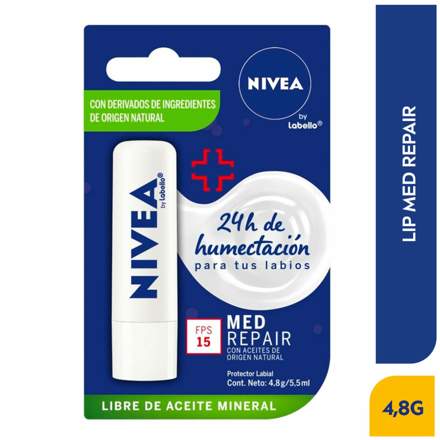 NIVEA
by
Labello®
CON DERIVADOS DE INGREDIENTES
DE ORIGEN NATURAL
NIVEA
by Labello®
24h de
humectación
para tus labios
FPS
15
MED
REPAIR
CON ACEITES DE
ORIGEN NATURAL
Protector Labial
Cont. Neto: 4,8g/5,5ml
LIBRE DE ACEITE MINERAL
LIP MED REPAIR
4,8G